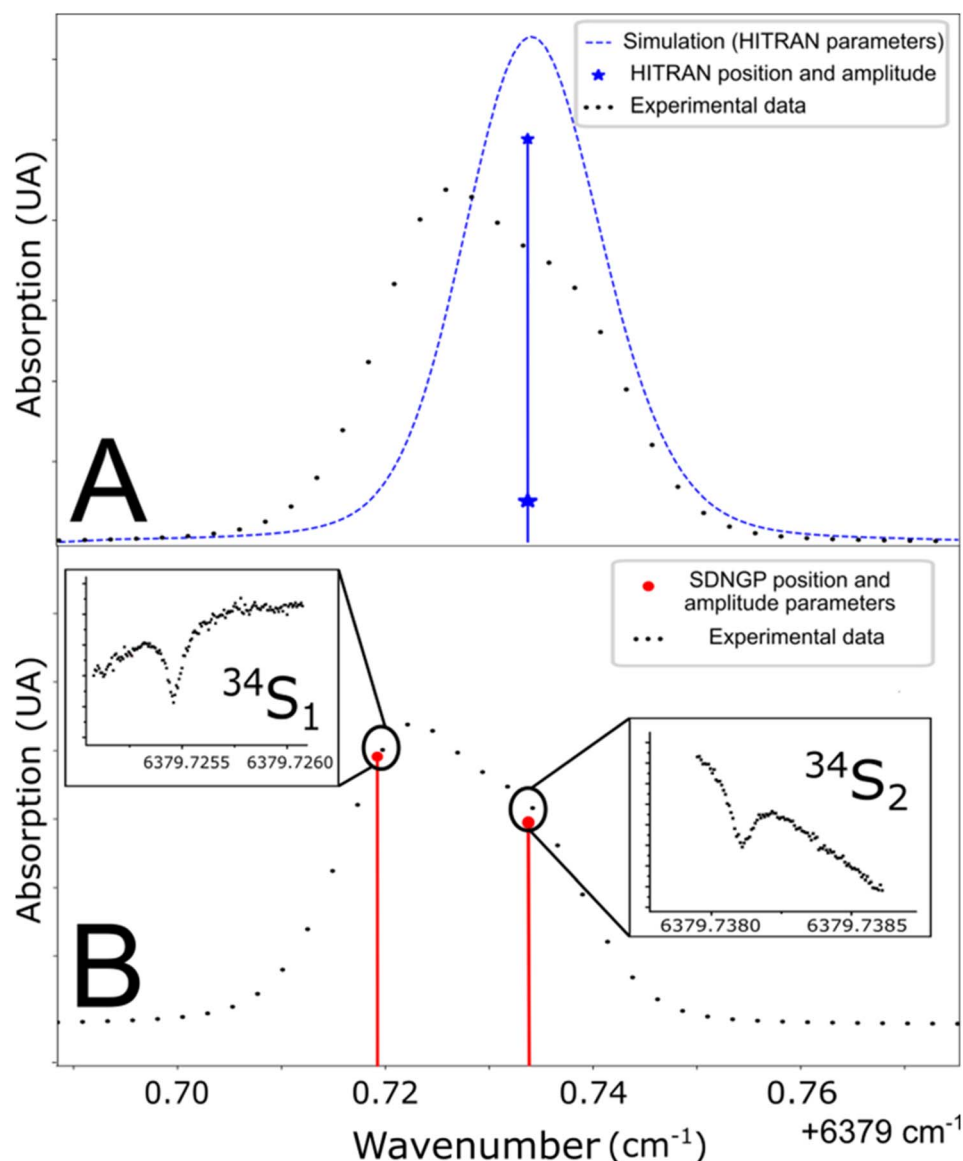 Simulation (HITRAN parameters)
HITRAN position and amplitude
Experimental data
Absorption (UA)
A
SDNGP position and
amplitude parameters
Experimental data
³⁴S₁
6379.7255 6379.7260
³⁴S₂
6379.7380 6379.7385
Absorption (UA)
B
0.70 0.72 0.74 0.76
+6379 cm⁻¹
Wavenumber (cm⁻¹)